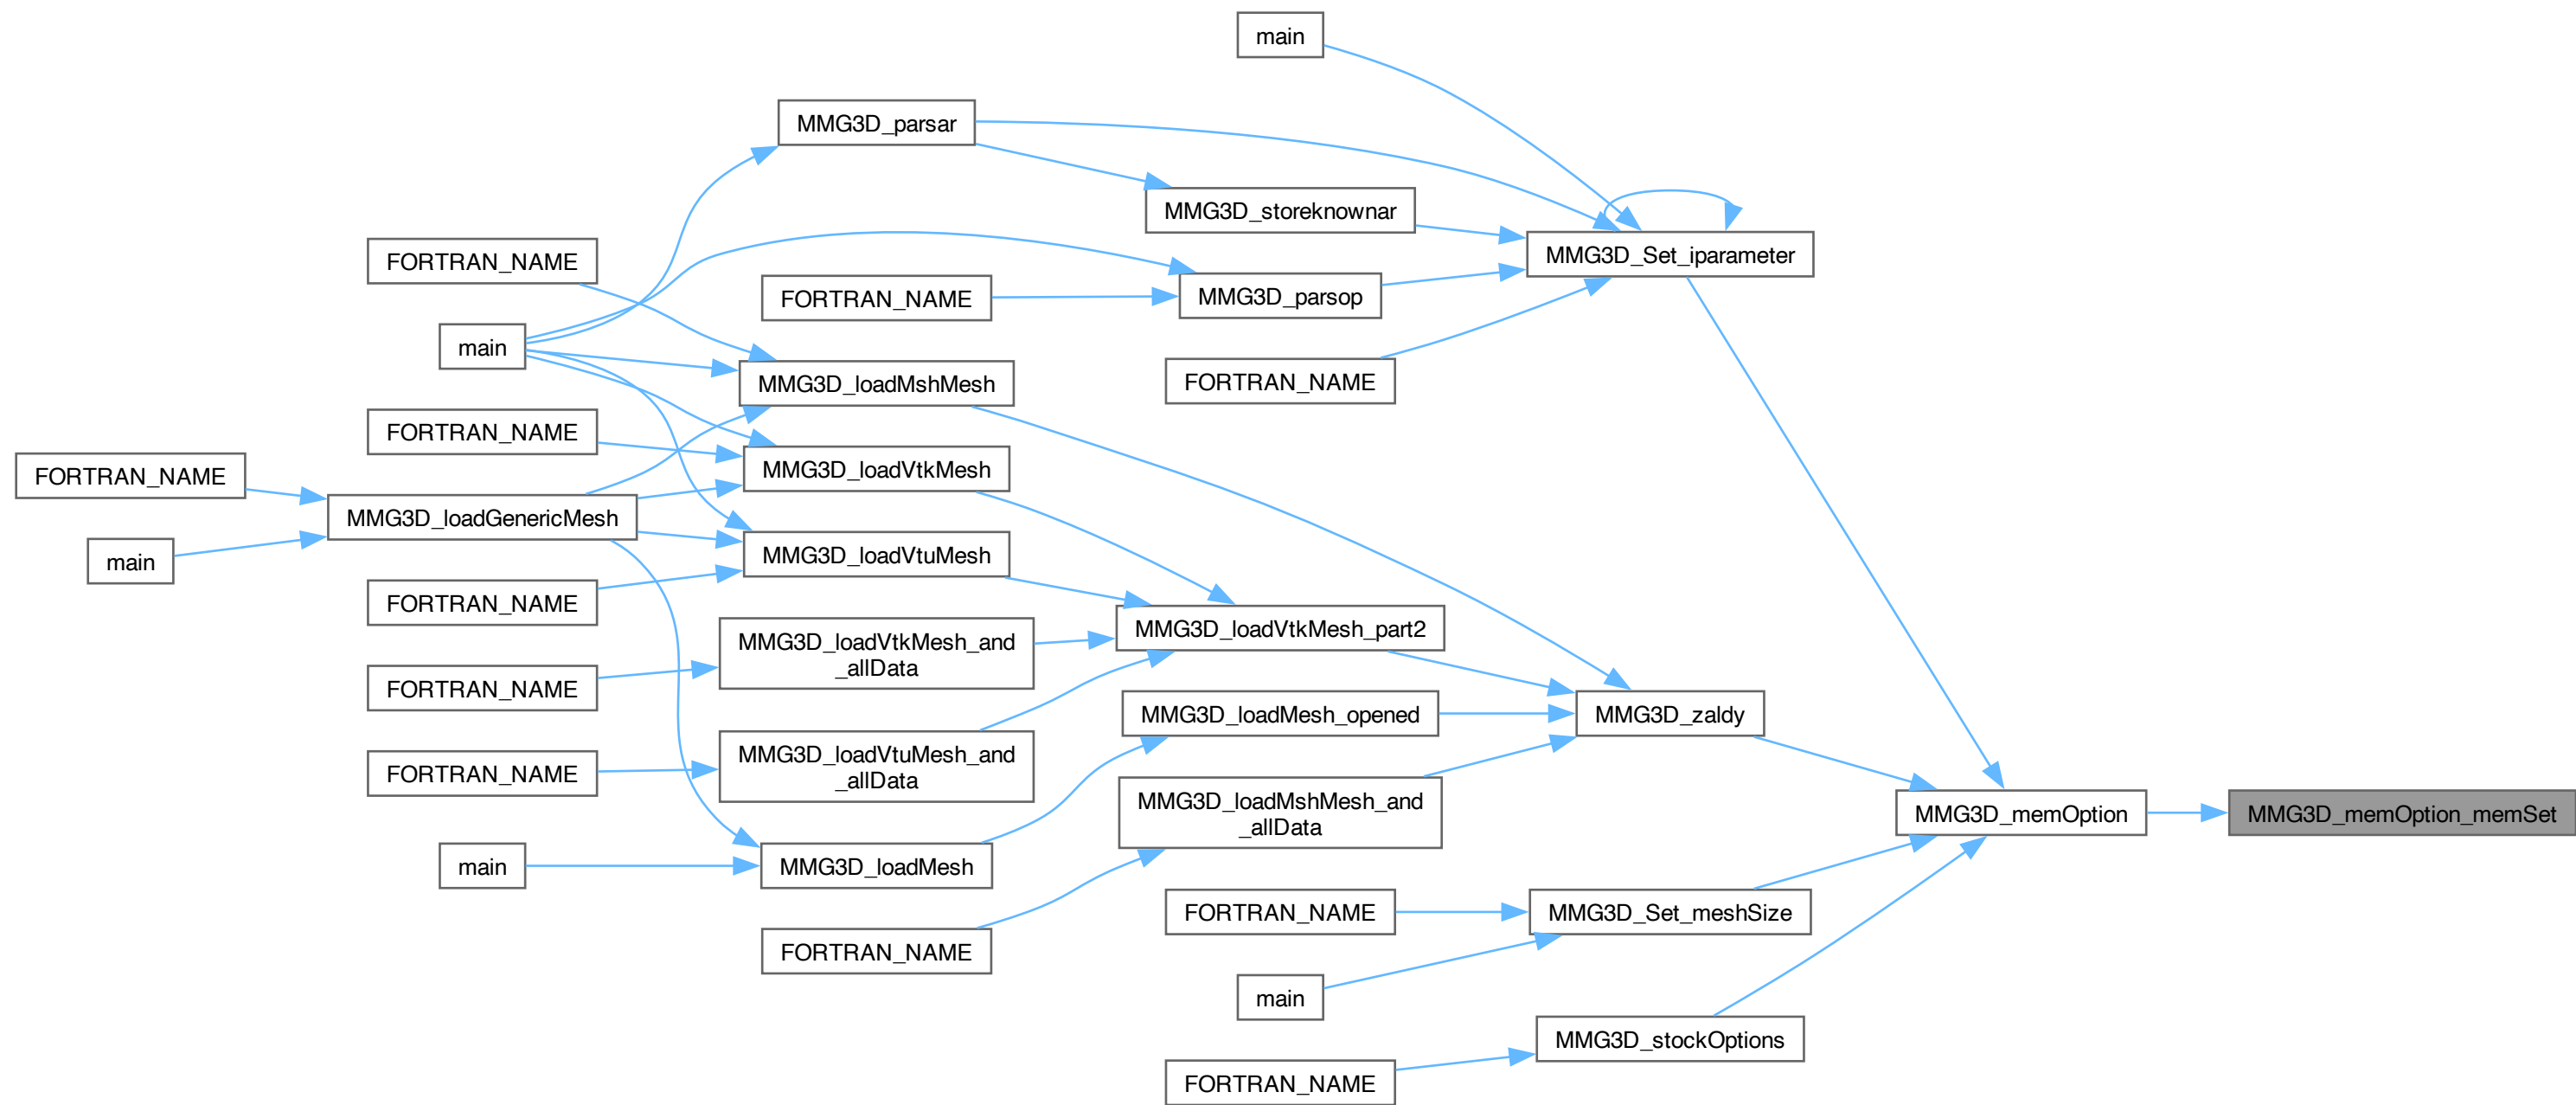 main
MMG3D_parsar
MMG3D_storeknownar
MMG3D_Set_iparameter
FORTRAN_NAME
FORTRAN_NAME
MMG3D_parsop
main
MMG3D_loadMshMesh
FORTRAN_NAME
FORTRAN_NAME
MMG3D_loadVtkMesh
FORTRAN_NAME
MMG3D_loadGenericMesh
main
MMG3D_loadVtuMesh
FORTRAN_NAME
MMG3D_loadVtkMesh_and
_allData
MMG3D_loadVtkMesh_part2
FORTRAN_NAME
MMG3D_loadMesh_opened
MMG3D_zaldy
MMG3D_loadVtuMesh_and
_allData
FORTRAN_NAME
MMG3D_loadMshMesh_and
_allData
MMG3D_memOption
MMG3D_memOption_memSet
main
MMG3D_loadMesh
FORTRAN_NAME
MMG3D_Set_meshSize
FORTRAN_NAME
main
MMG3D_stockOptions
FORTRAN_NAME